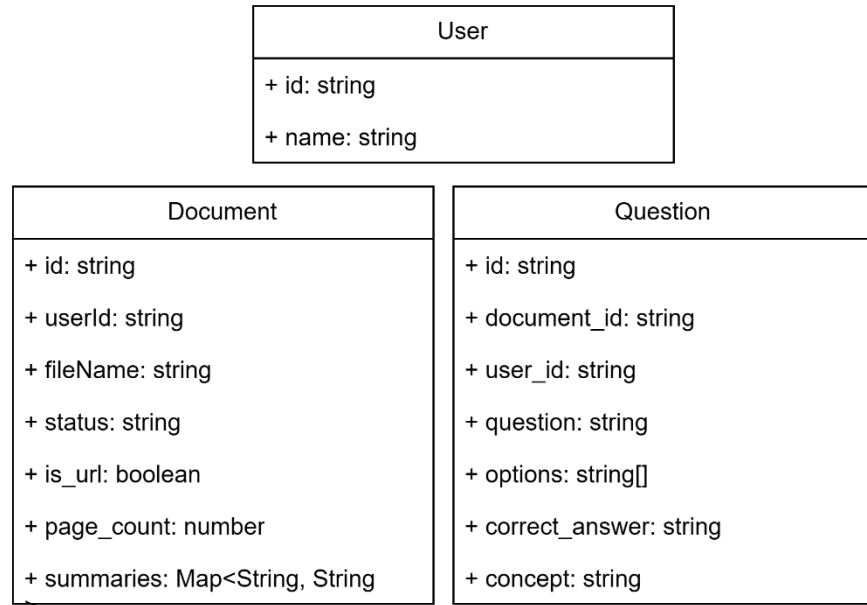 User
+ id: string
+ name: string
Document
+ id: string
+ userId: string
+ fileName: string
+ status: string
+ is_url: boolean
+ page_count: number
+ summaries: Map<String, String
Question
+ id: string
+ document_id: string
+ user_id: string
+ question: string
+ options: string[]
+ correct_answer: string
+ concept: string